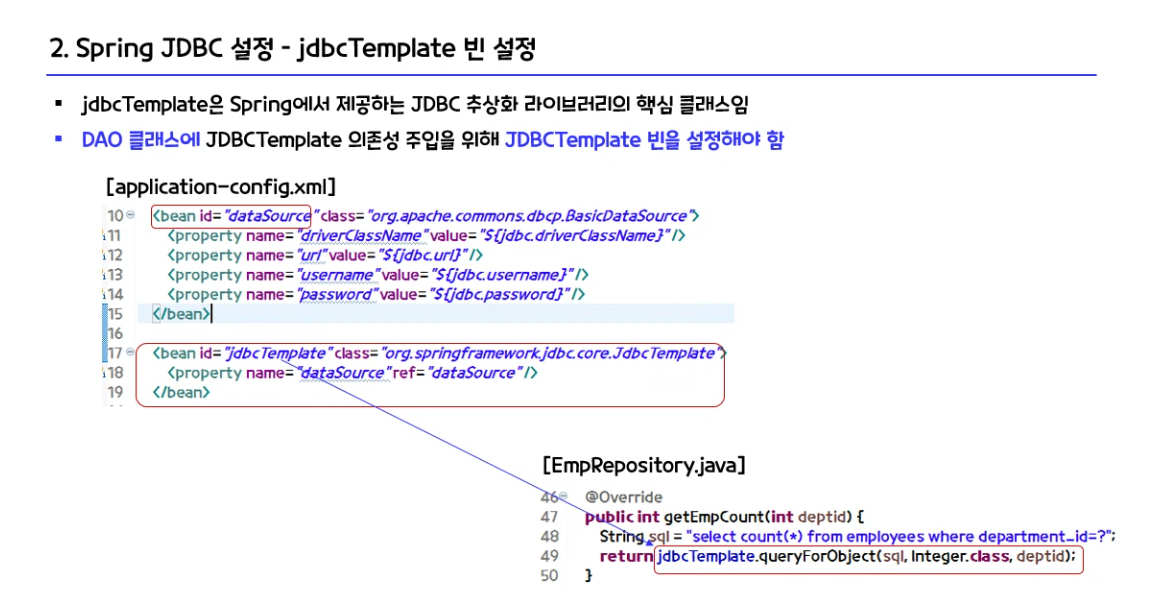 2. Spring JDBC 설정 - jdbcTemplate 빈 설정
▪ jdbcTemplate은 Spring에서 제공하는 JDBC 추상화 라이브러리의 핵심 클래스임
▪ DAO 클래스에 JDBCTemplate 의존성 주입을 위해 JDBCTemplate 빈을 설정해야 함
[application-config.xml]
10 <bean id="dataSource"class="org.apache.commons.dbcp.BasicDataSource">
11 <property name="driverClassName"value="${jdbc.driverClassName}"/>
12 <property name="url"value="${jdbc.url}"/>
13 <property name="username"value="${jdbc.username}"/>
14 <property name="password"value="${jdbc.password}"/>
15 </bean>
16
17 <bean id="jdbcTemplate"class="org.springframework.jdbc.core.JdbcTemplate">
18 <property name="dataSource"ref="dataSource"/>
19 </bean>
[EmpRepository.java]
46 @Override
47 public int getEmpCount(int deptid) {
48 String sql = "select count(*) from employees where department_id=?";
49 return jdbcTemplate.queryForObject(sql, Integer.class, deptid);
50 }